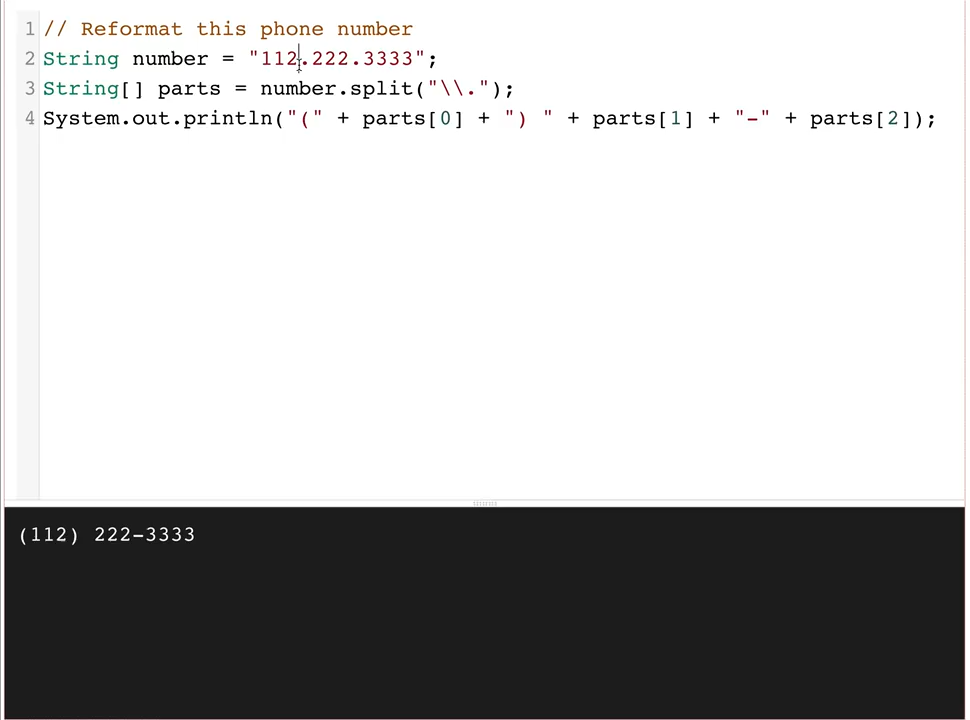 1 // Reformat this phone number
2 String number = "112.222.3333";
3 String[] parts = number.split("\\.");
4 System.out.println("(" + parts[0] + ") " + parts[1] + "-" + parts[2]);
(112) 222-3333